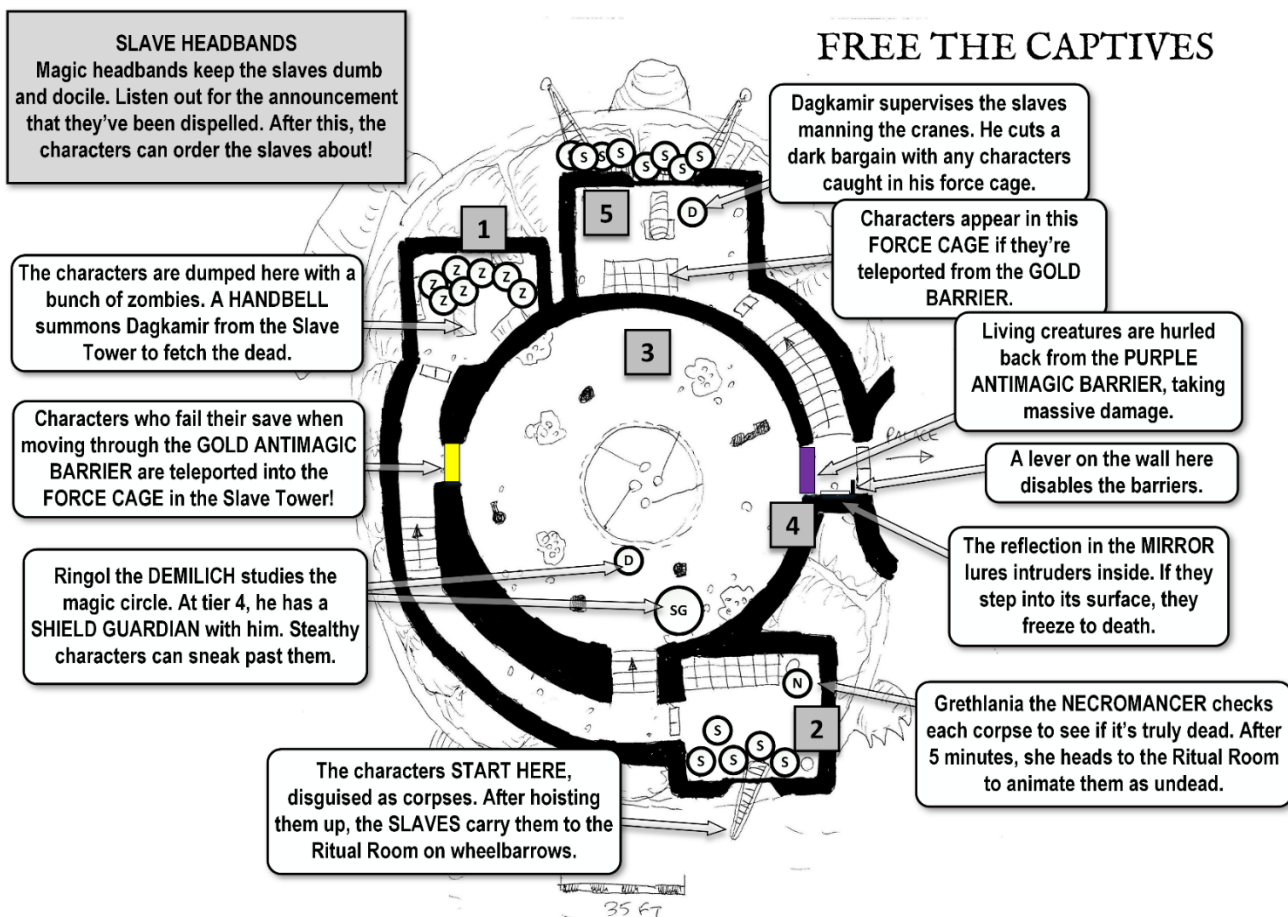 SLAVE HEADBANDS
Magic headbands keep the slaves dumb
and docile. Listen out for the announcement
that they've been dispelled. After this, the
characters can order the slaves about!
FREE THE CAPTIVES
Dagkamir supervises the slaves
manning the cranes. He cuts a
dark bargain with any characters
caught in his force cage.
S S S S S S S S S
5
D
1
Characters appear in this
FORCE CAGE if they're
teleported from the GOLD
BARRIER.
The characters are dumped here with a
bunch of zombies. A HANDBELL
summons Dagkamir from the Slave
Tower to fetch the dead.
Z Z Z Z Z Z Z Z
3
Living creatures are hurled
back from the PURPLE
ANTIMAGIC BARRIER, taking
massive damage.
Characters who fail their save when
moving through the GOLD ANTIMAGIC
BARRIER are teleported into the
FORCE CAGE in the Slave Tower!
PALACE
A lever on the wall here
disables the barriers.
4
The reflection in the MIRROR
lures intruders inside. If they
step into its surface, they
freeze to death.
Ringol the DEMILICH studies the
magic circle. At tier 4, he has a
SHIELD GUARDIAN with him. Stealthy
characters can sneak past them.
D
SG
N
2
S S S S S
Grethlania the NECROMANCER checks
each corpse to see if it's truly dead. After
5 minutes, she heads to the Ritual Room
to animate them as undead.
The characters START HERE,
disguised as corpses. After hoisting
them up, the SLAVES carry them to the
Ritual Room on wheelbarrows.
35 FT